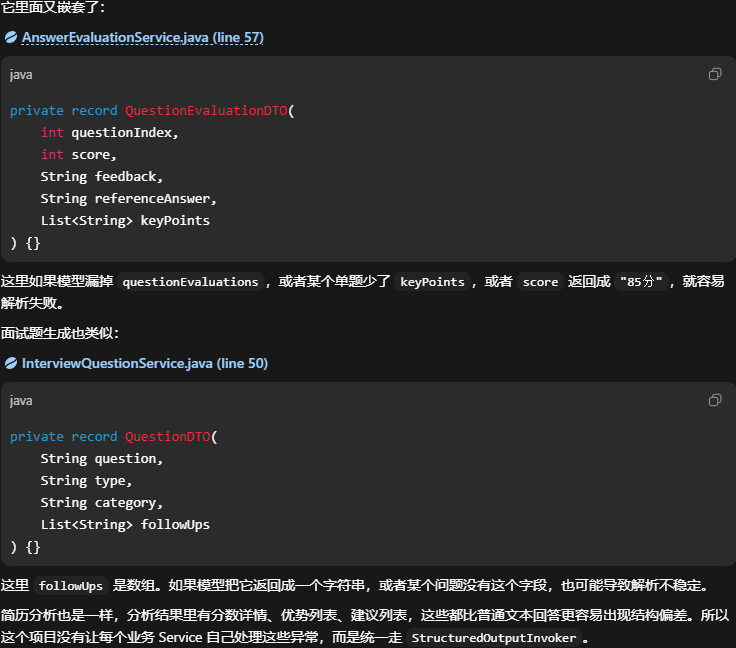 它里面又嵌套了：
AnswerEvaluationService.java (line 57)
java
private record QuestionEvaluationDTO(
    int questionIndex,
    int score,
    String feedback,
    String referenceAnswer,
    List<String> keyPoints
) {}
这里如果模型漏掉 questionEvaluations，或者某个单题少了 keyPoints，或者 score 返回成 "85分"，就容易
解析失败。
面试题生成也类似：
InterviewQuestionService.java (line 50)
java
private record QuestionDTO(
    String question,
    String type,
    String category,
    List<String> followUps
) {}
这里 followUps 是数组。如果模型把它返回成一个字符串，或者某个问题没有这个字段，也可能导致解析不稳定。
简历分析也是一样，分析结果里有分数详情、优势列表、建议列表，这些都比普通文本回答更容易出现结构偏差。所以
这个项目没有让每个业务 Service 自己处理这些异常，而是统一走 StructuredOutputInvoker。